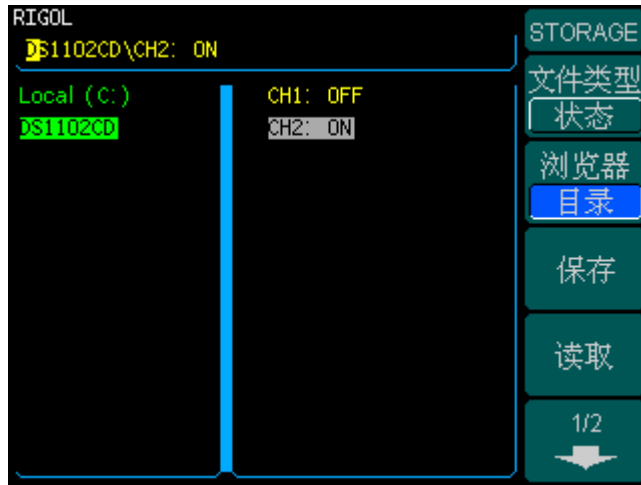 RIGOL
DS1102CD\CH2: ON
Local (C:)
DS1102CD
CH1: OFF
CH2: ON
STORAGE
文件类型
状态
浏览器
目录
保存
读取
1/2